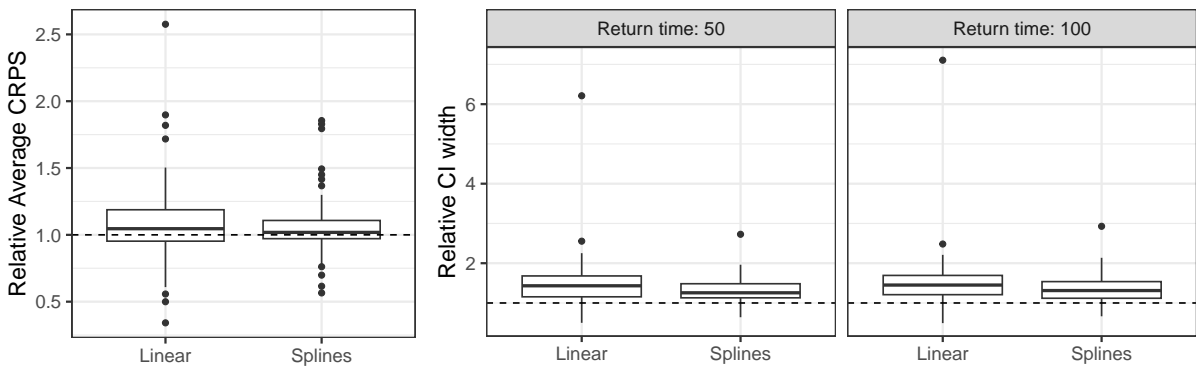 Relative Average CRPS
2.5
2.0
1.5
1.0
0.5
Linear
Splines
Relative CI width
6
4
2
Return time: 50
Linear
Splines
Return time: 100
Linear
Splines